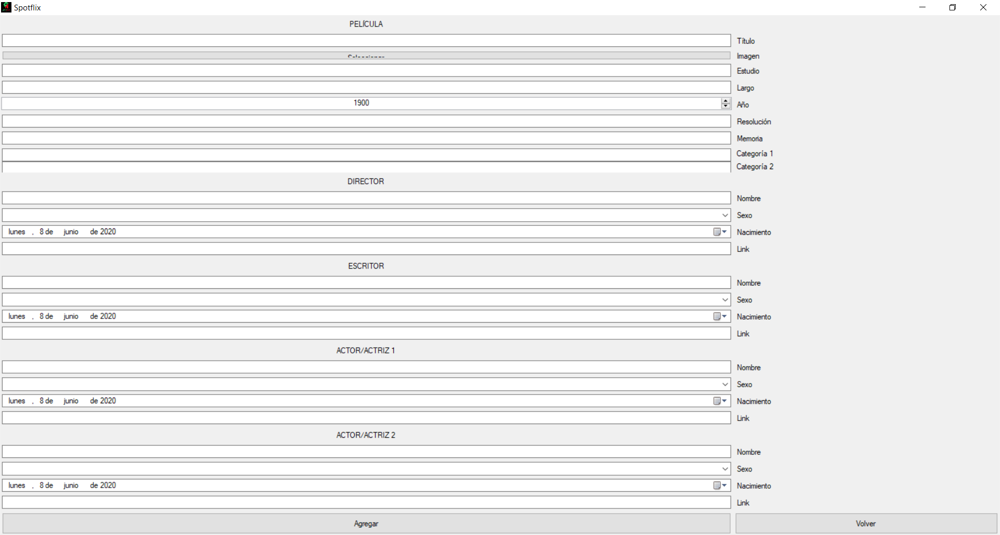 Spotflix
PELÍCULA
Título
Seleccionar
Imagen
Estudio
Largo
1900
Año
Resolución
Memoria
Categoría 1
Categoría 2
DIRECTOR
Nombre
Sexo
lunes , 8 de junio de 2020
Nacimiento
Link
ESCRITOR
Nombre
Sexo
lunes , 8 de junio de 2020
Nacimiento
Link
ACTOR/ACTRIZ 1
Nombre
Sexo
lunes , 8 de junio de 2020
Nacimiento
Link
ACTOR/ACTRIZ 2
Nombre
Sexo
lunes , 8 de junio de 2020
Nacimiento
Link
Agregar
Volver